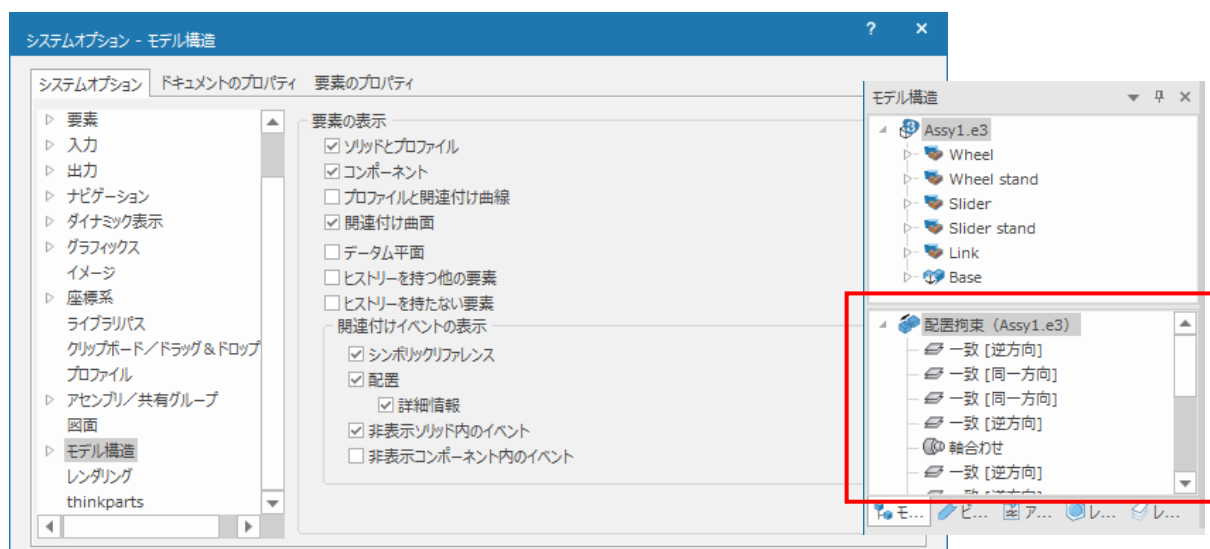 システムオプション - モデル構造
? ×
システムオプション ドキュメントのプロパティ 要素のプロパティ
要素
入力
出力
ナビゲーション
ダイナミック表示
グラフィックス
イメージ
座標系
ライブラリパス
クリップボード/ドラッグ&ドロップ
プロファイル
アセンブリ/共有グループ
図面
モデル構造
レンダリング
thinkparts
要素の表示
ソリッドとプロファイル
コンポーネント
プロファイルと関連付け曲線
関連付け曲面
データム平面
ヒストリーを持つ他の要素
ヒストリーを持たない要素
関連付けイベントの表示
シンボリックリファレンス
配置
詳細情報
非表示ソリッド内のイベント
非表示コンポーネント内のイベント
モデル構造
Assy1.e3
Wheel
Wheel stand
Slider
Slider stand
Link
Base
配置拘束 (Assy1.e3)
一致 [逆方向]
一致 [同一方向]
一致 [同一方向]
一致 [逆方向]
軸合わせ
一致 [逆方向]
モ... ビ... ア... レ... レ...